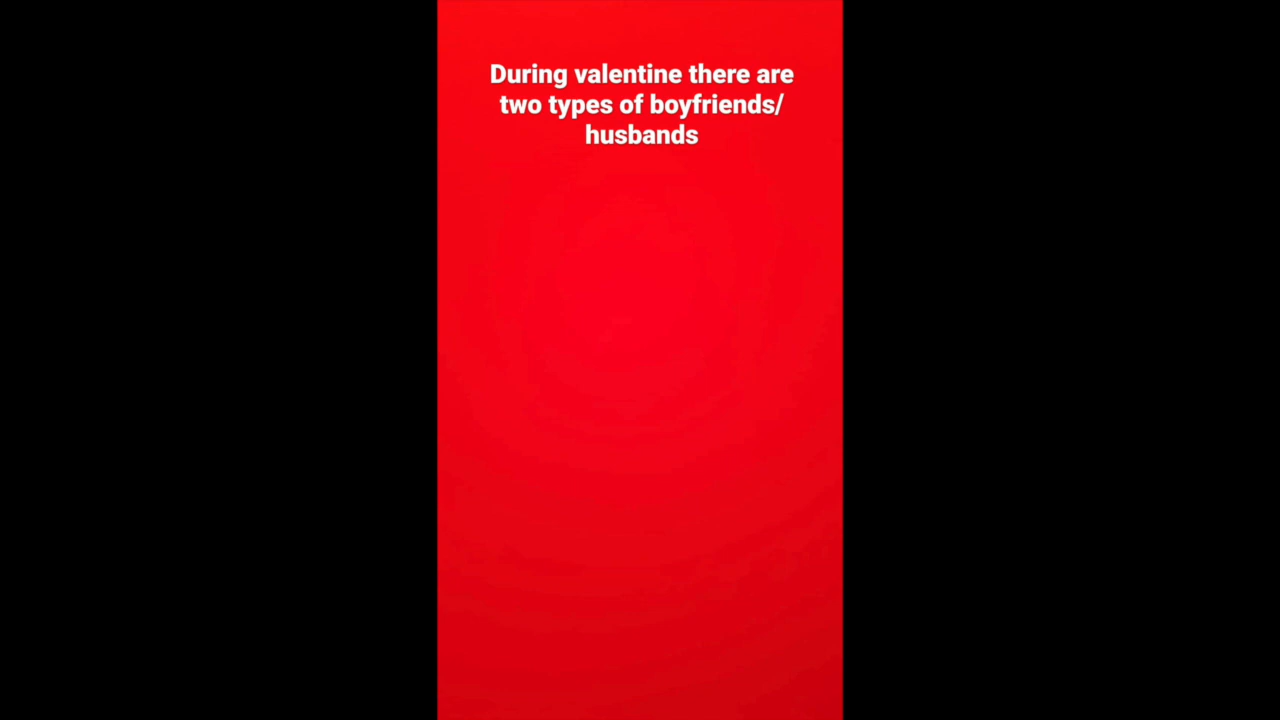 During valentine there are
two types of boyfriends/
husbands